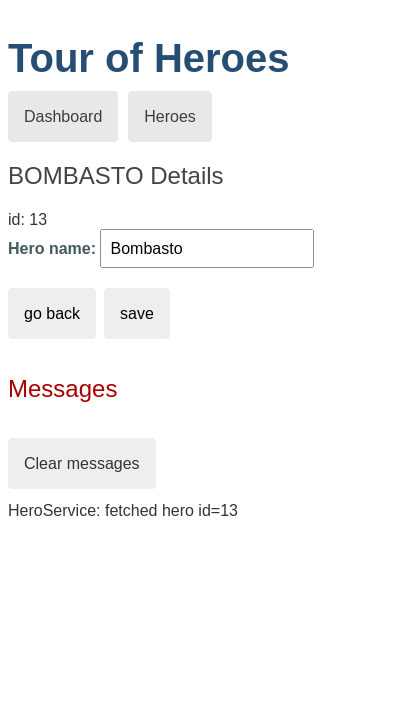 Tour of Heroes
Dashboard Heroes
BOMBASTO Details
id: 13
Hero name: Bombasto
go back save
Messages
Clear messages
HeroService: fetched hero id=13